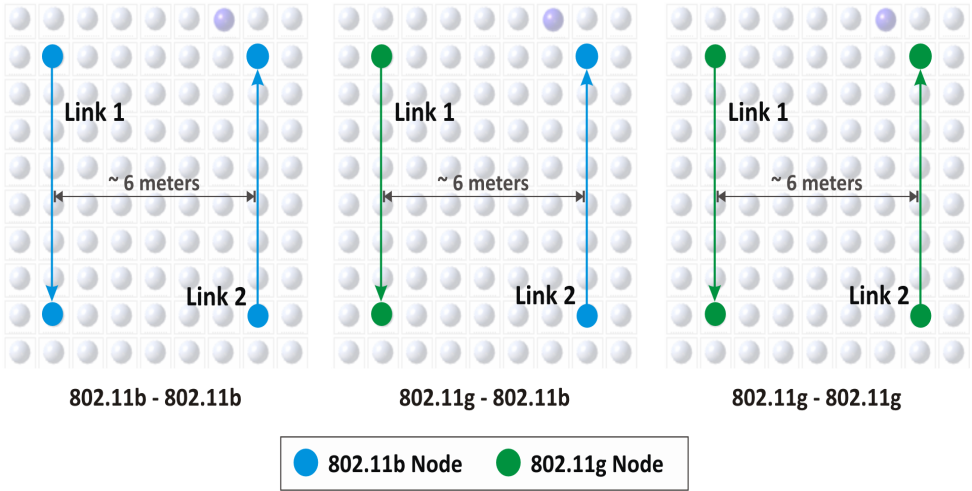 Link 1
~ 6 meters
Link 2
802.11b - 802.11b
Link 1
~ 6 meters
Link 2
802.11g - 802.11b
Link 1
~ 6 meters
Link 2
802.11g - 802.11g
802.11b Node
802.11g Node